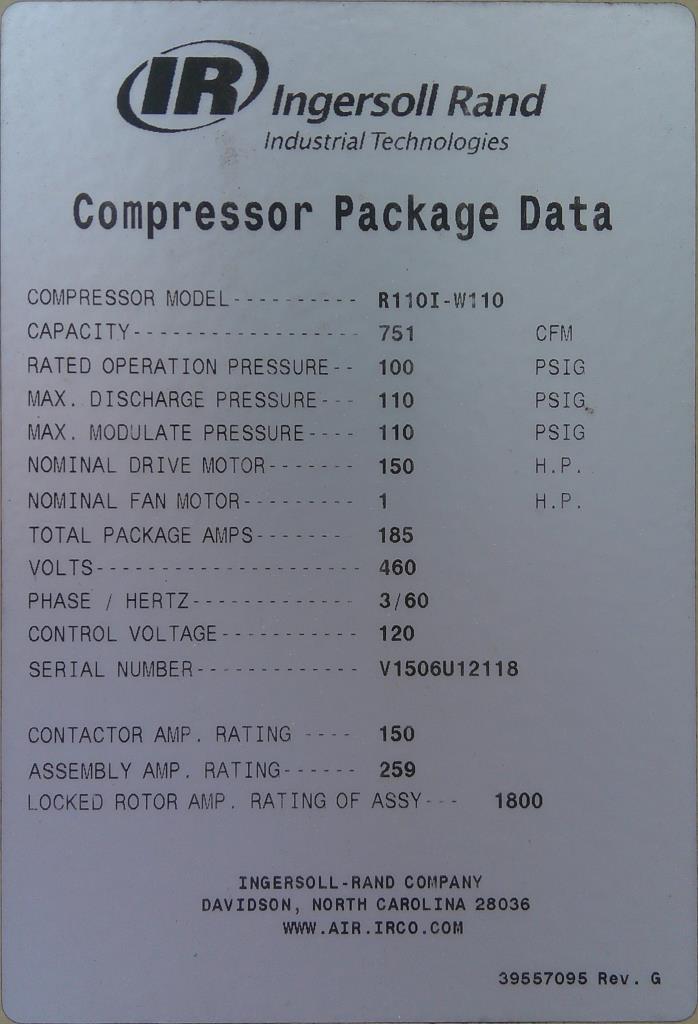 IR Ingersoll Rand
Industrial Technologies
Compressor Package Data
COMPRESSOR MODEL---------- R110I-W110
CAPACITY------------------ 751 CFM
RATED OPERATION PRESSURE-- 100 PSIG
MAX. DISCHARGE PRESSURE--- 110 PSIG
MAX. MODULATE PRESSURE---- 110 PSIG
NOMINAL DRIVE MOTOR------- 150 H.P.
NOMINAL FAN MOTOR--------- 1 H.P.
TOTAL PACKAGE AMPS------- 185
VOLTS--------------------- 460
PHASE / HERTZ------------- 3/60
CONTROL VOLTAGE----------- 120
SERIAL NUMBER------------- V1506U12118
CONTACTOR AMP. RATING ---- 150
ASSEMBLY AMP. RATING------ 259
LOCKED ROTOR AMP. RATING OF ASSY--- 1800
INGERSOLL-RAND COMPANY
DAVIDSON, NORTH CAROLINA 28036
WWW.AIR.IRCO.COM
39557095 Rev. G